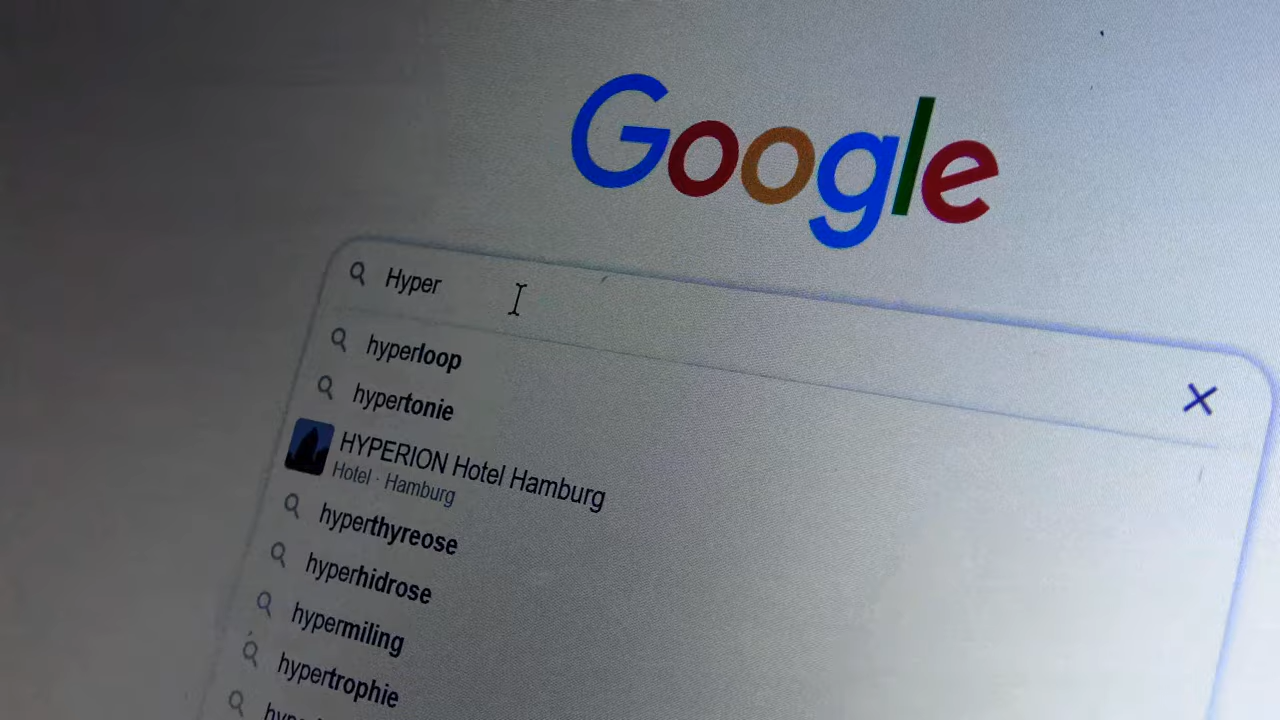 Google
Hyper
hyperloop
hypertonie
HYPERION Hotel Hamburg
Hotel · Hamburg
hyperthyreose
hyperhidrose
hypermiling
hypertrophie